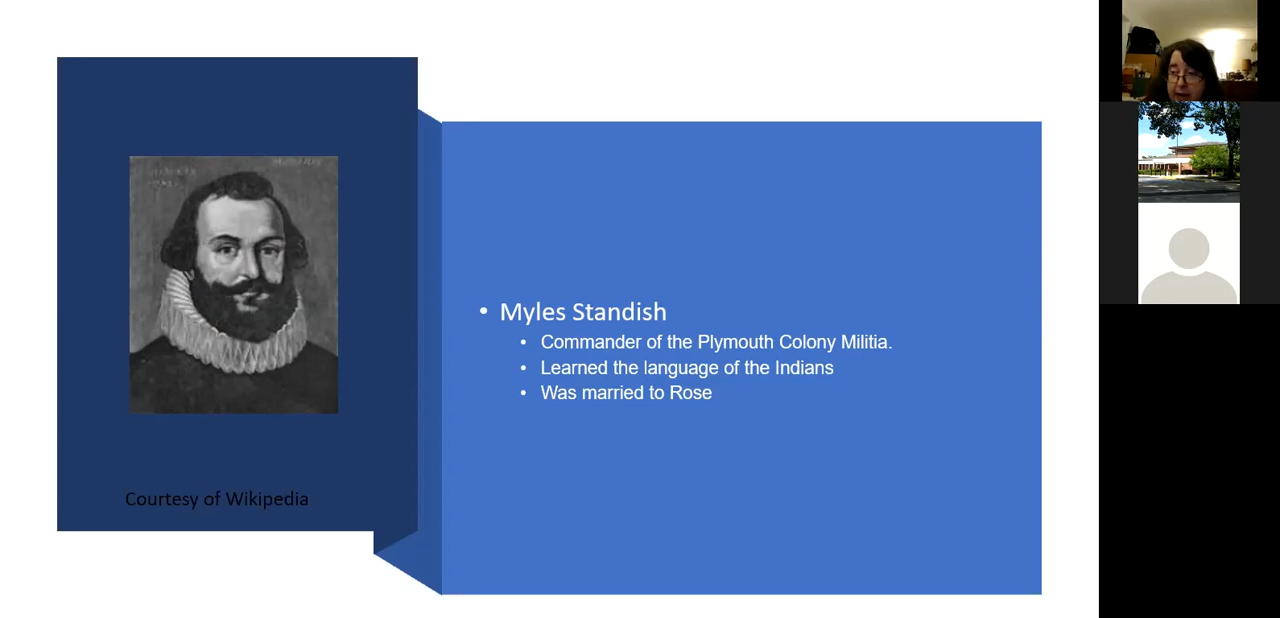 Myles Standish
Commander of the Plymouth Colony Militia.
Learned the language of the Indians
Was married to Rose
Courtesy of Wikipedia